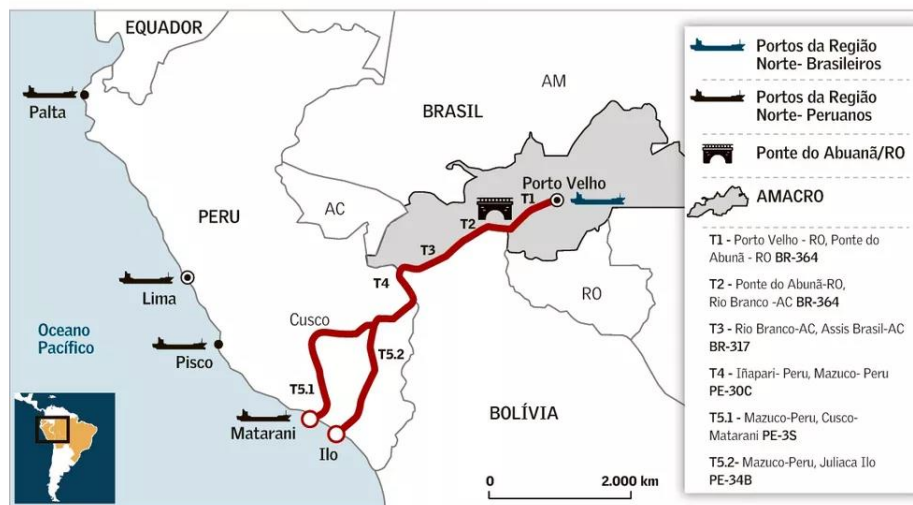 EQUADOR
Palta
PERU
Lima
Oceano
Pacífico
Pisco
Cusco
Matarani
Ilo
BRASIL
AM
AC
RO
BOLÍVIA
Porto Velho
T1
T2
T3
T4
T5.1
T5.2
0 2.000 km
Portos da Região
Norte- Brasileiros
Portos da Região
Norte- Peruanos
Ponte do Abuanã/RO
AMACRO
T1 - Porto Velho - RO, Ponte do
Abunã - RO BR-364
T2 - Ponte do Abunã-RO,
Rio Branco -AC BR-364
T3 - Rio Branco-AC, Assis Brasil-AC
BR-317
T4 - Iñapari- Peru, Mazuco- Peru
PE-30C
T5.1 - Mazuco-Peru, Cusco-
Matarani PE-3S
T5.2- Mazuco-Peru, Juliaca Ilo
PE-34B